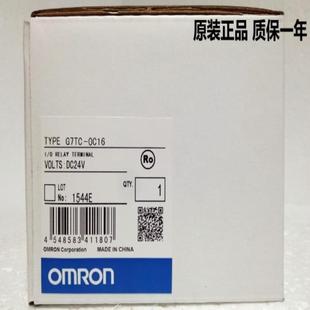 原装正品 质保一年
TYPE G7TC-OC16
I/O RELAY TERMINAL
VOLTS:DC24V
Ro
LOT
No: 1544E
QTY.
1
4 548583 411807
OMRON Corporation MADE IN CHINA
OMRON